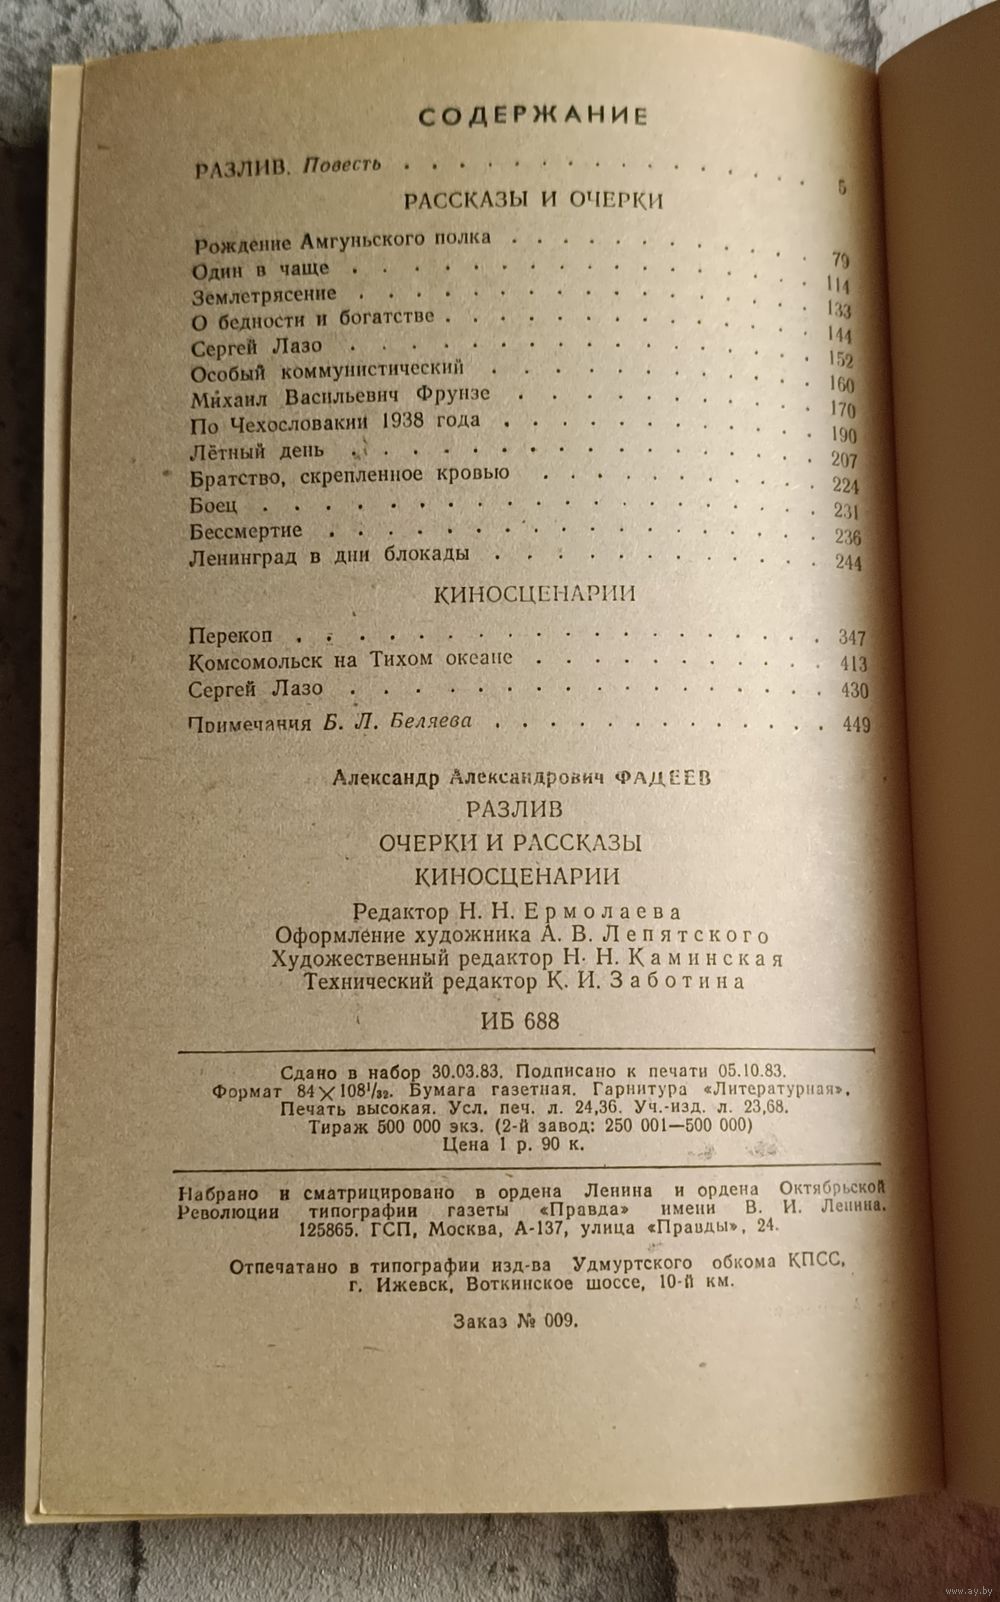 СОДЕРЖАНИЕ
РАЗЛИВ. Повесть . . . . . . . . . . . . . . 5
РАССКАЗЫ И ОЧЕРКИ
Рождение Амгуньского полка . . . . . . . . . . . 79
Один в чаще . . . . . . . . . . . . . . . 114
Землетрясение . . . . . . . . . . . . . . . 133
О бедности и богатстве . . . . . . . . . . . . . 144
Сергей Лазо . . . . . . . . . . . . . . . 152
Особый коммунистический . . . . . . . . . . . 160
Михаил Васильевич Фрунзе . . . . . . . . . . 170
По Чехословакии 1938 года . . . . . . . . . . . 190
Лётный день . . . . . . . . . . . . . . . 207
Братство, скрепленное кровью . . . . . . . . . 224
Боец . . . . . . . . . . . . . . . . . . 231
Бессмертие . . . . . . . . . . . . . . . . 236
Ленинград в дни блокады . . . . . . . . . . . 244
КИНОСЦЕНАРИИ
Перекоп . . . . . . . . . . . . . . . . . 347
Комсомольск на Тихом океане . . . . . . . . . . 413
Сергей Лазо . . . . . . . . . . . . . . . . 430
Примечания Б. Л. Беляева . . . . . . . . . . . 449
Александр Александрович ФАДЕЕВ
РАЗЛИВ
ОЧЕРКИ И РАССКАЗЫ
КИНОСЦЕНАРИИ
Редактор Н. Н. Ермолаева
Оформление художника А. В. Лепятского
Художественный редактор Н. Н. Каминская
Технический редактор К. И. Заботина
ИБ 688
Сдано в набор 30.03.83. Подписано к печати 05.10.83.
Формат 84×108¹/₃₂. Бумага газетная. Гарнитура «Литературная».
Печать высокая. Усл. печ. л. 24,36. Уч.-изд. л. 23,68.
Тираж 500 000 экз. (2-й завод: 250 001—500 000)
Цена 1 р. 90 к.
Набрано и сматрицировано в ордена Ленина и ордена Октябрьской
Революции типографии газеты «Правда» имени В. И. Ленина.
125865. ГСП, Москва, А-137, улица «Правды», 24.
Отпечатано в типографии изд-ва Удмуртского обкома КПСС,
г. Ижевск, Воткинское шоссе, 10-й км.
Заказ № 009.
www.ay.by